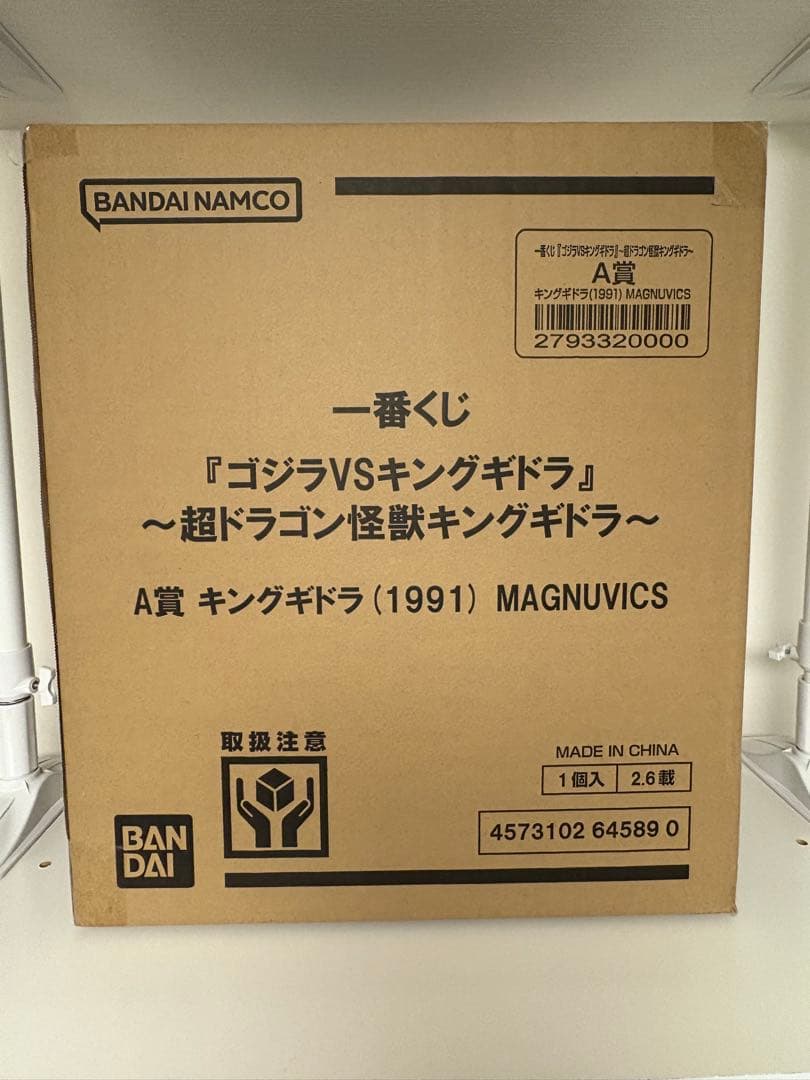 BANDAI NAMCO
一番くじ『ゴジラVSキングギドラ』~超ドラゴン怪獣キングギドラ~
A賞
キングギドラ(1991) MAGNUVICS
2793320000
一番くじ
『ゴジラVSキングギドラ』
~超ドラゴン怪獣キングギドラ~
A賞 キングギドラ(1991) MAGNUVICS
取扱注意
MADE IN CHINA
1個入 2.6載
4573102 64589 0
BAN
DAI